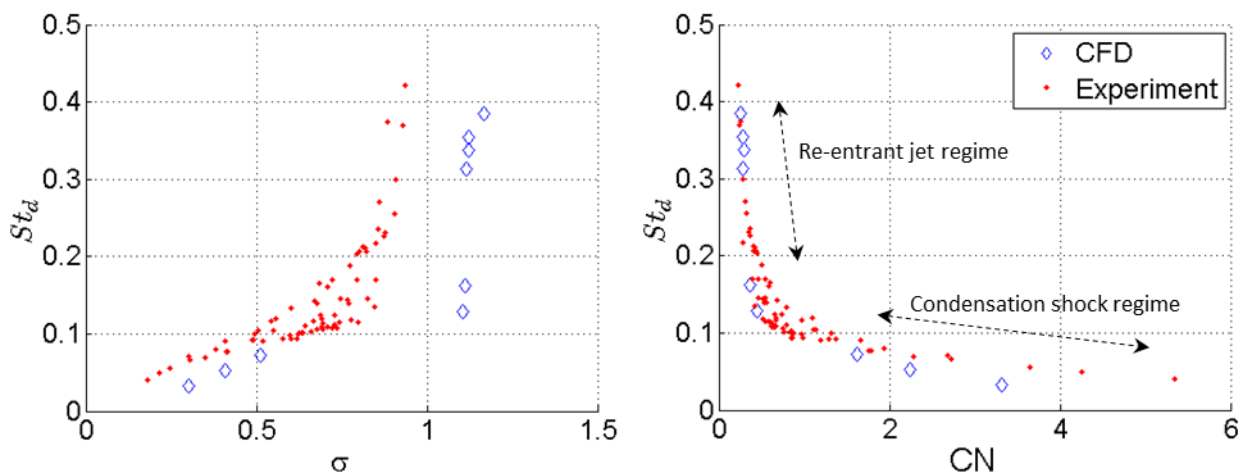 0.5
0.4
0.3
0.2
0.1
0
St_d
0
0.5
1
1.5
σ
0.5
0.4
0.3
0.2
0.1
0
St_d
0
2
4
6
CN
CFD
Experiment
Re-entrant jet regime
Condensation shock regime